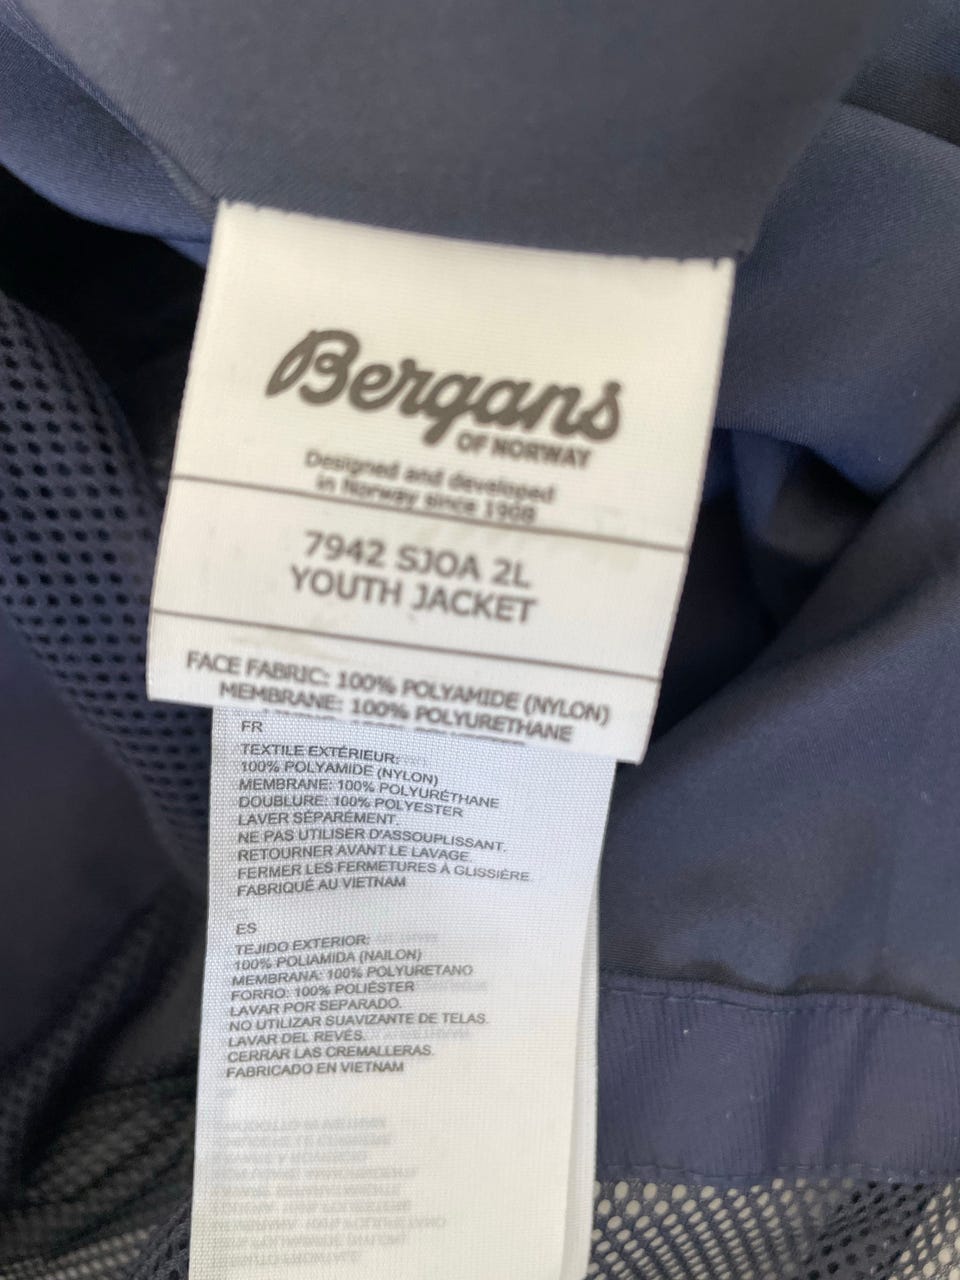 Bergans
OF NORWAY
Designed and developed
in Norway since 1908
7942 SJOA 2L
YOUTH JACKET
FACE FABRIC: 100% POLYAMIDE (NYLON)
MEMBRANE: 100% POLYURETHANE
FR
TEXTILE EXTÉRIEUR:
100% POLYAMIDE (NYLON)
MEMBRANE: 100% POLYURÉTHANE
DOUBLURE: 100% POLYESTER
LAVER SÉPARÉMENT.
NE PAS UTILISER D'ASSOUPLISSANT.
RETOURNER AVANT LE LAVAGE.
FERMER LES FERMETURES À GLISSIÈRE.
FABRIQUÉ AU VIETNAM
ES
TEJIDO EXTERIOR:
100% POLIAMIDA (NAILON)
MEMBRANA: 100% POLYURETANO
FORRO: 100% POLIÉSTER
LAVAR POR SEPARADO.
NO UTILIZAR SUAVIZANTE DE TELAS.
LAVAR DEL REVÉS.
CERRAR LAS CREMALLERAS.
FABRICADO EN VIETNAM